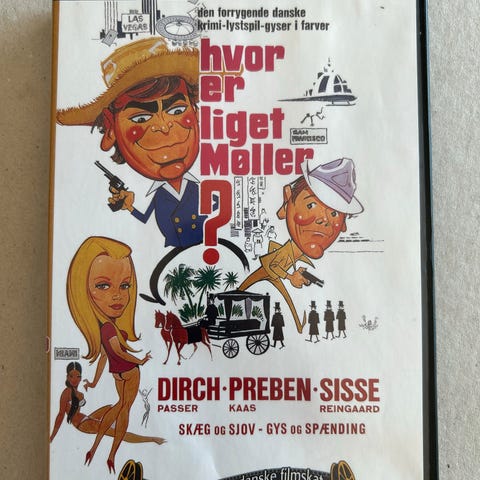 LAS
VEGAS
den forrygende danske
krimi-lystspil-gyser i farver
hvor
er
liget
Møller
?
SAN
FRANCISCO
MIAMI
DIRCH · PREBEN · SISSE
PASSER KAAS REINGAARD
SKÆG OG SJOV - GYS OG SPÆNDING
danske filmskat